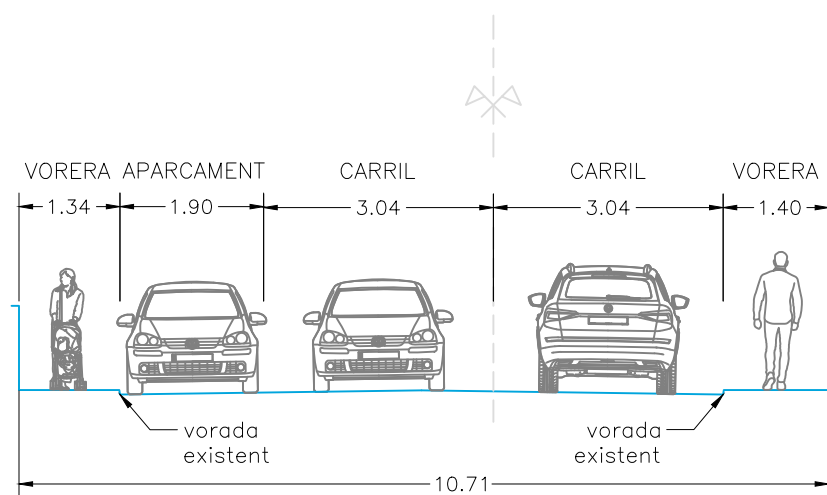 VORERA APARCAMENT CARRIL CARRIL VORERA
1.34 1.90 3.04 3.04 1.40
vorada
existent
vorada
existent
10.71